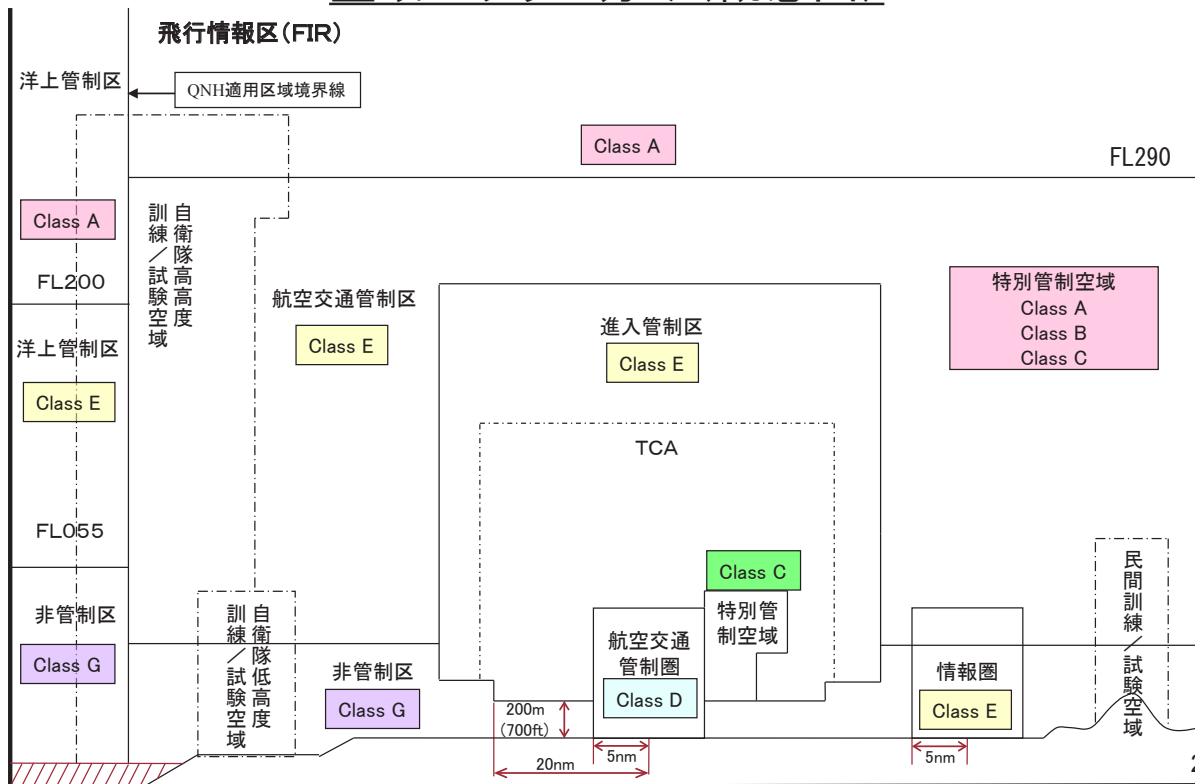 飛行情報区(FIR)
洋上管制区
QNH適用区域境界線
Class A
FL290
Class A
自衛隊高高度
訓練/試験空域
FL200
航空交通管制区
Class E
進入管制区
Class E
特別管制空域
Class A
Class B
Class C
洋上管制区
Class E
TCA
FL055
Class C
特別管
制空域
民間訓練/試験空域
非管制区
Class G
自衛隊低高度
訓練/試験空域
非管制区
Class G
航空交通
管制圏
Class D
情報圏
Class E
200m
(700ft)
5nm
20nm
5nm